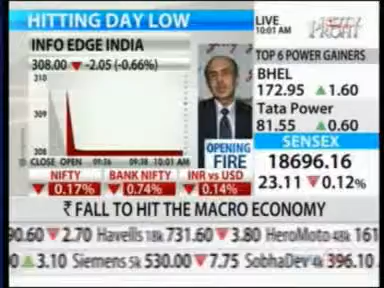 HITTING DAY LOW
LIVE
10:01 AM
PROFIT
INFO EDGE INDIA
308.00 ▼ -2.05 (-0.66%)
310
309
308
CLOSE OPEN 09:36 09:38 10:01 AM
OPENING
FIRE
TOP 6 POWER GAINERS
BHEL
172.95 ▲ 1.60
Tata Power
81.55 ▲ 0.60
SENSEX
18696.16
23.11 ▼ 0.12%
NIFTY BANK NIFTY INR vs USD
▼ 0.17% ▼ 0.74% ▼ 0.14%
₹ FALL TO HIT THE MACRO ECONOMY
90.60 ▼ 2.70 Havells 18k 731.60 ▼ 3.80 HeroMoto 48k 161
90 ▲ 3.10 Siemens 5k 530.00 ▼ 7.75 SobhaDev 4k 396.10